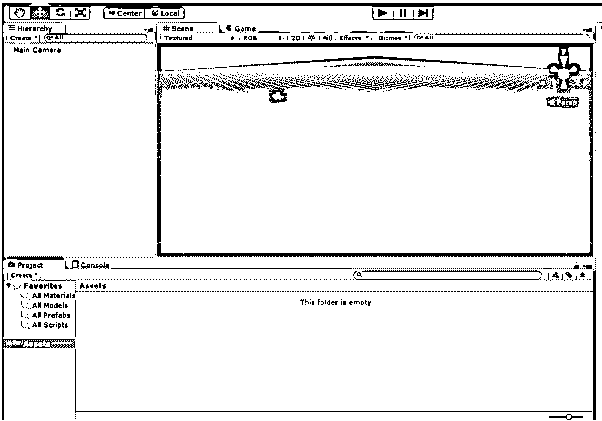 Center Local
Hierarchy
Create All
Main Camera
Scene Game
Textured RGB 2D Effects Gizmos All
Project Console
Create
Favorites
All Materials
All Models
All Prefabs
All Scripts
Assets
This folder is empty